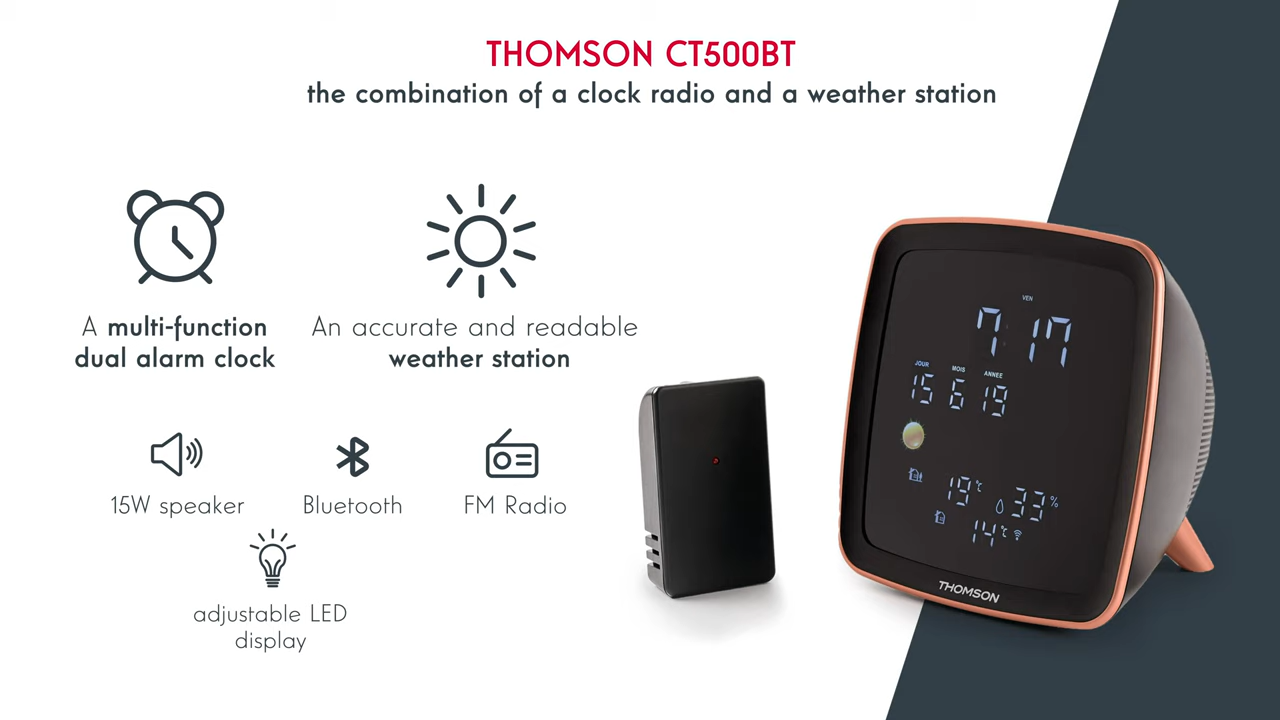 THOMSON CT500BT
the combination of a clock radio and a weather station
A multi-function
dual alarm clock
An accurate and readable
weather station
15W speaker
Bluetooth
FM Radio
adjustable LED
display
VEN
7 17
JOUR MOIS ANNEE
15 6 19
19°C 33%
14°C
THOMSON